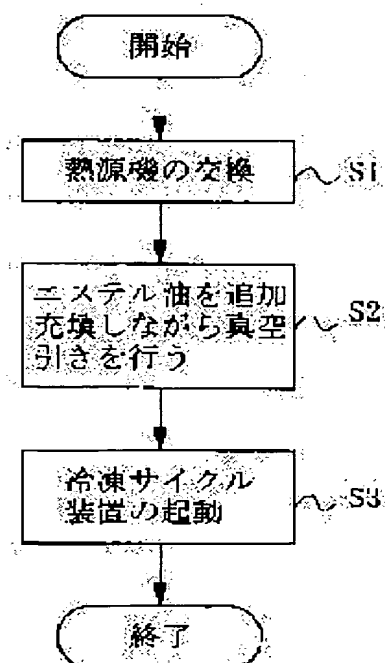 開始
熱源機の交換
S1
エステル油を追加
充填しながら真空
引きを行う
S2
冷凍サイクル
装置の起動
S3
終了